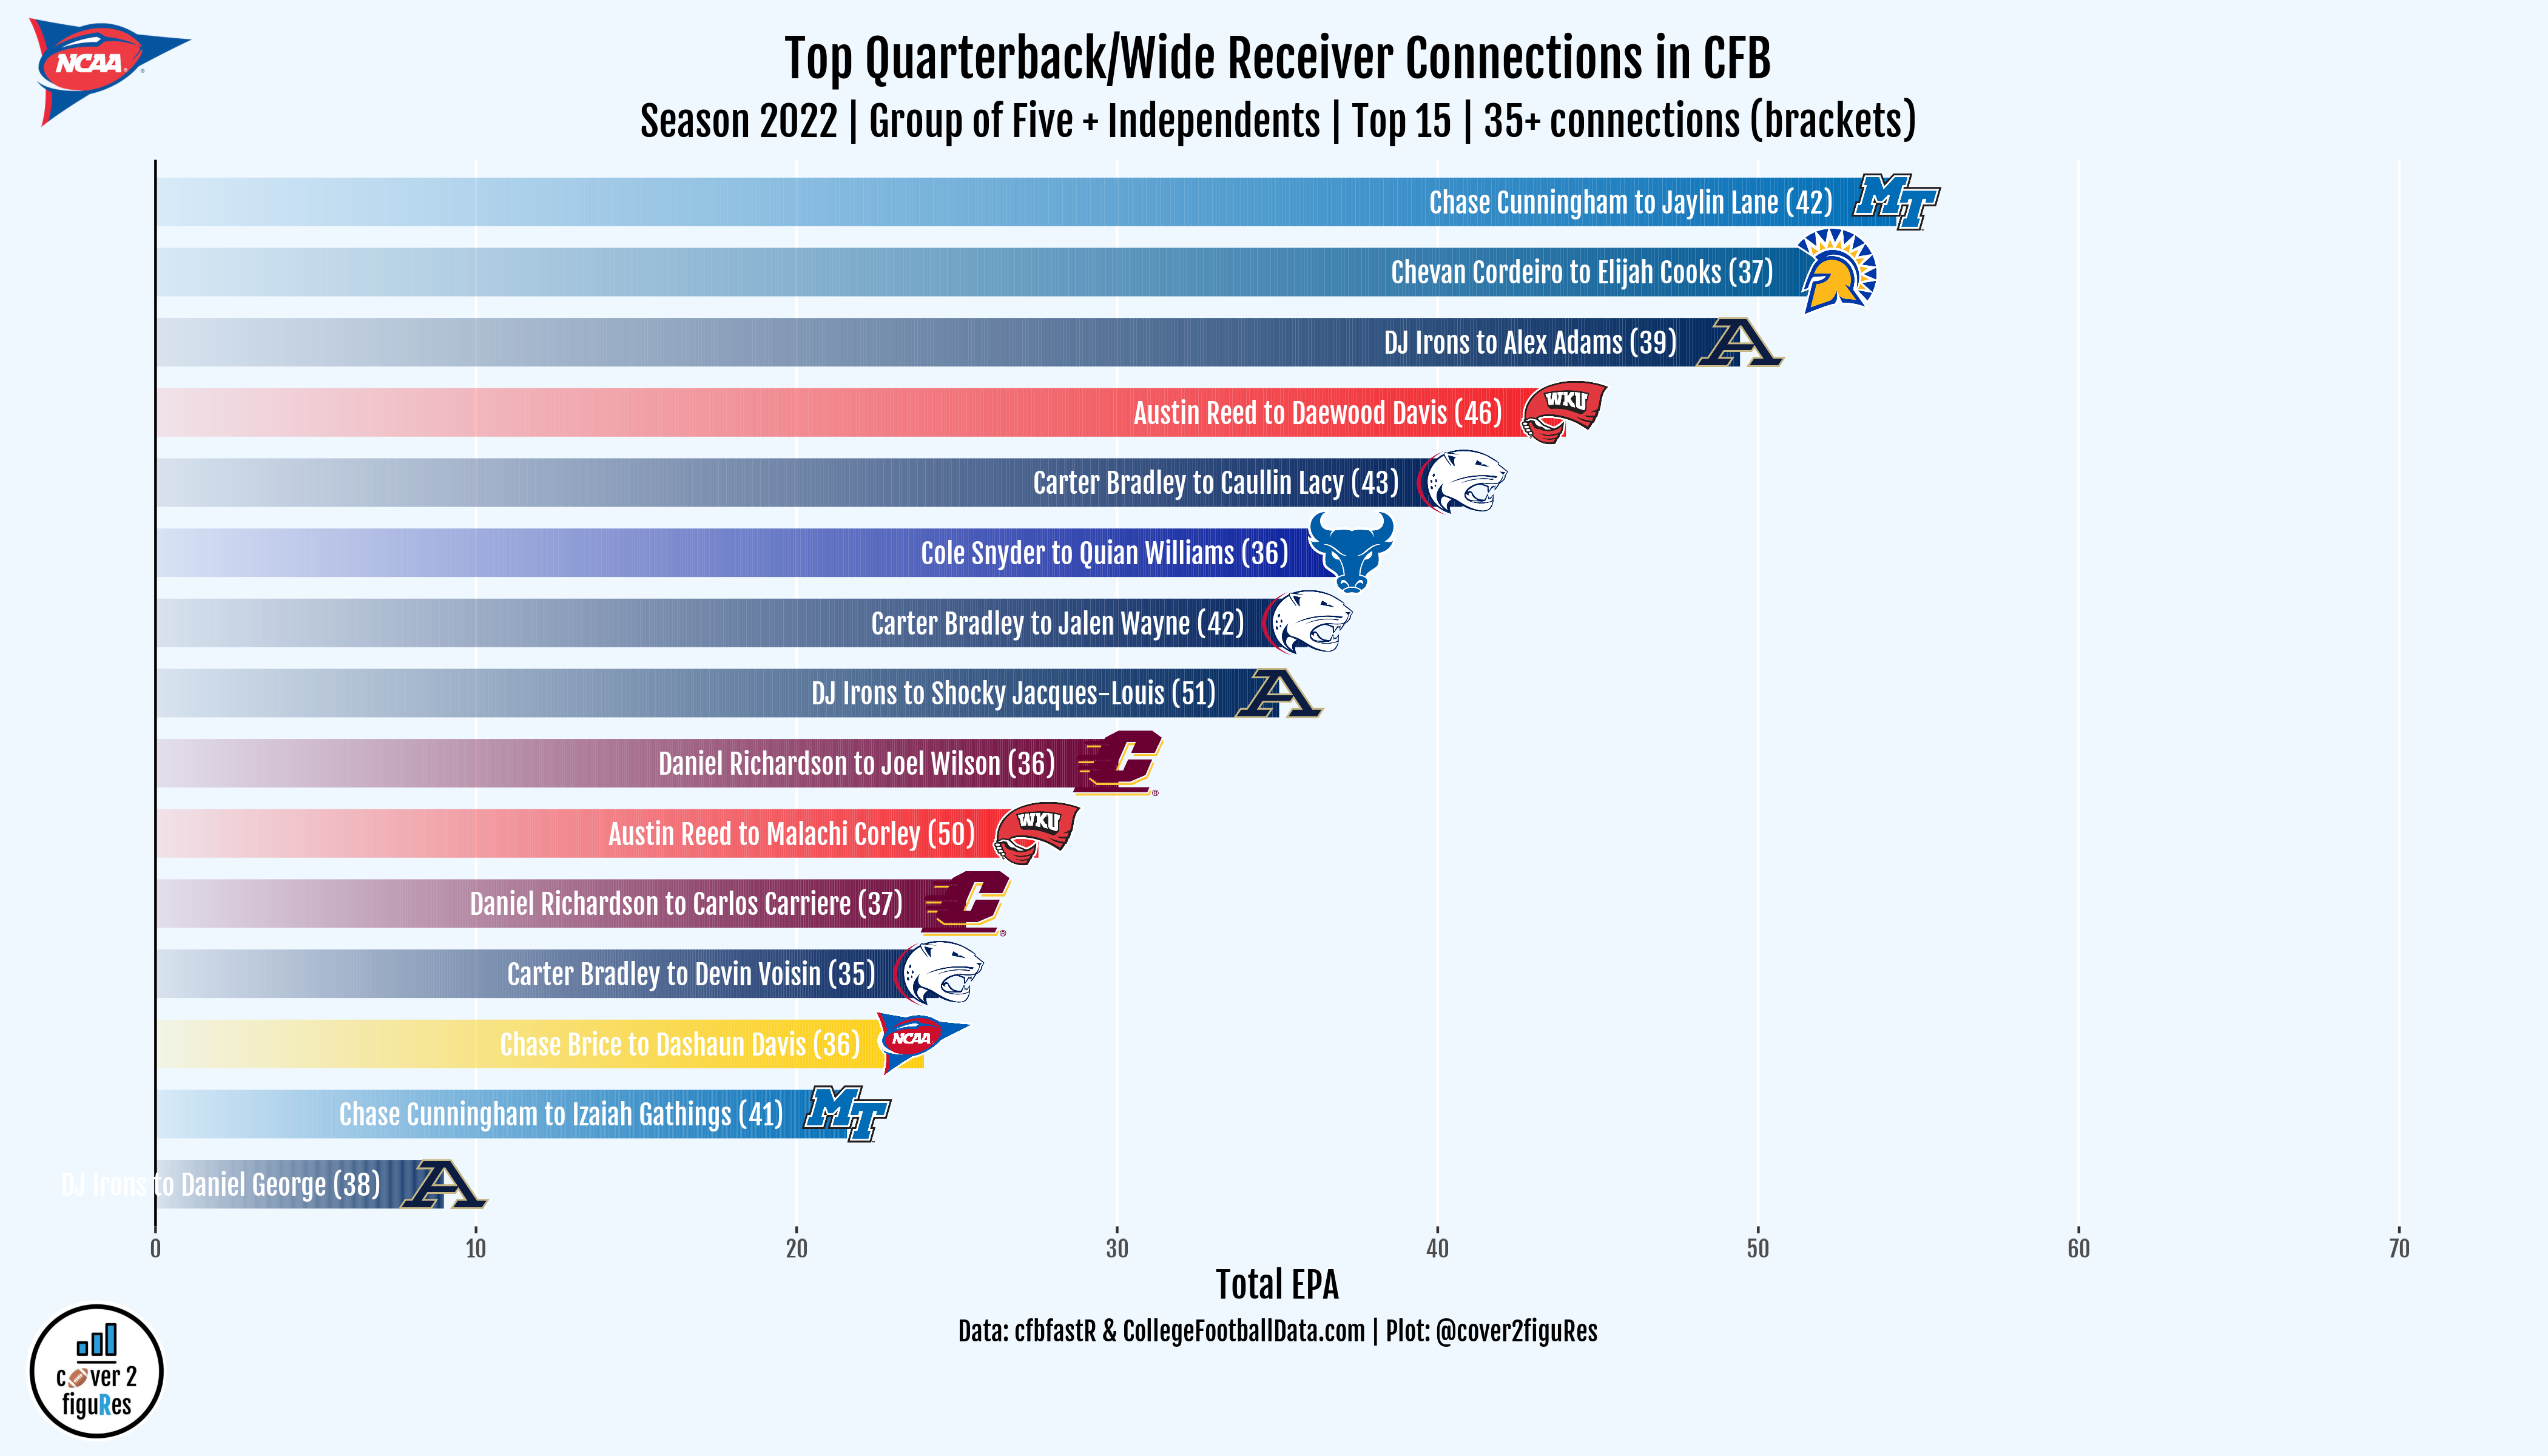 NCAA
Top Quarterback/Wide Receiver Connections in CFB
Season 2022 | Group of Five + Independents | Top 15 | 35+ connections (brackets)
Chase Cunningham to Jaylin Lane (42) MT
Chevan Cordeiro to Elijah Cooks (37)
DJ Irons to Alex Adams (39) A
Austin Reed to Daewood Davis (46) WKU
Carter Bradley to Caullin Lacy (43)
Cole Snyder to Quian Williams (36)
Carter Bradley to Jalen Wayne (42)
DJ Irons to Shocky Jacques-Louis (51) A
Daniel Richardson to Joel Wilson (36) C ®
Austin Reed to Malachi Corley (50) WKU
Daniel Richardson to Carlos Carriere (37) C ®
Carter Bradley to Devin Voisin (35)
Chase Brice to Dashaun Davis (36) NCAA
Chase Cunningham to Izaiah Gathings (41) MT
DJ Irons to Daniel George (38) A
0 10 20 30 40 50 60 70
Total EPA
Data: cfbfastR & CollegeFootballData.com | Plot: @cover2figuRes
cover 2
figuRes